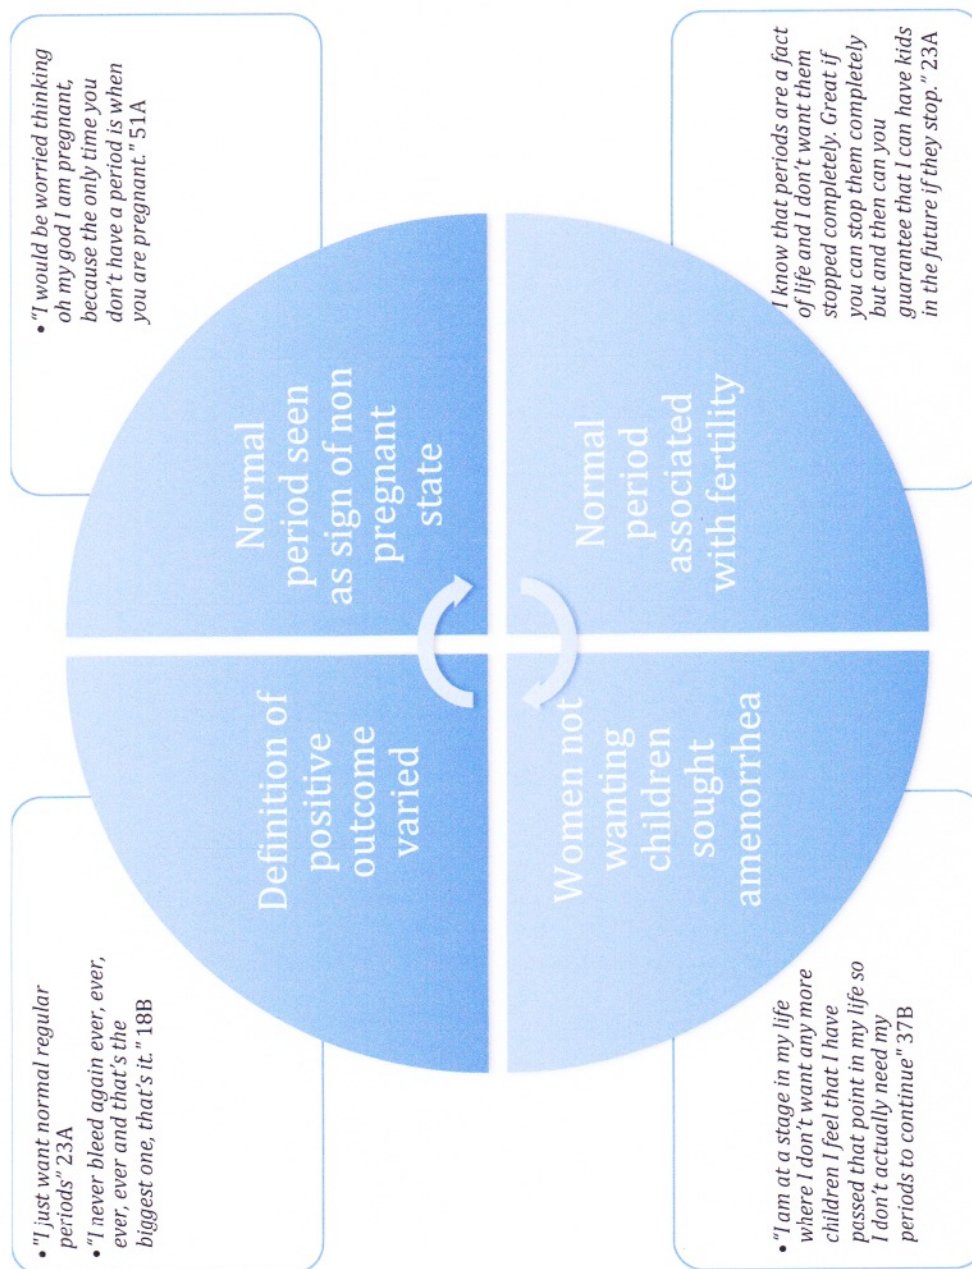 • "I just want normal regular
periods" 23A
• "I never bleed again ever, ever,
ever, ever and that's the
biggest one, that's it." 18B
• "I would be worried thinking
oh my god I am pregnant,
because the only time you
don't have a period is when
you are pregnant." 51A
Definition of
positive
outcome
varied
Normal
period seen
as sign of non
pregnant
state
Women not
wanting
children
sought
amenorrhea
Normal
period
associated
with fertility
• "I am at a stage in my life
where I don't want any more
children I feel that I have
passed that point in my life so
I don't actually need my
periods to continue" 37B
I know that periods are a fact
of life and I don't want them
stopped completely. Great if
you can stop them completely
but and then can you
guarantee that I can have kids
in the future if they stop." 23A